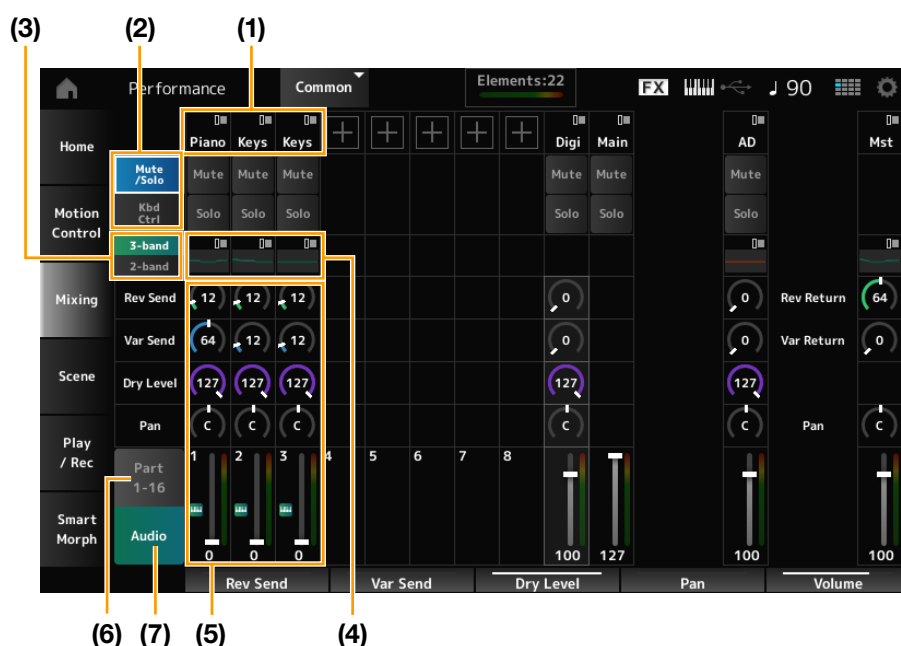 (3) (2) (1)
Performance Common Elements:22 FX 90
Home Piano Keys Keys Digi Main AD Mst
Mute /Solo Mute Mute Mute Mute Mute Mute
Kbd Ctrl Solo Solo Solo Solo Solo Solo
Motion Control
3-band
2-band
Mixing Rev Send 12 12 12 0 0 Rev Return 64
Var Send 64 12 12 0 0 Var Return 0
Scene Dry Level 127 127 127 127 127
Pan C C C C C Pan C
Play / Rec
Part 1-16 1 2 3 4 5 6 7 8
Smart Morph Audio 0 0 0 100 127 100 100
Rev Send Var Send Dry Level Pan Volume
(6) (7) (5) (4)